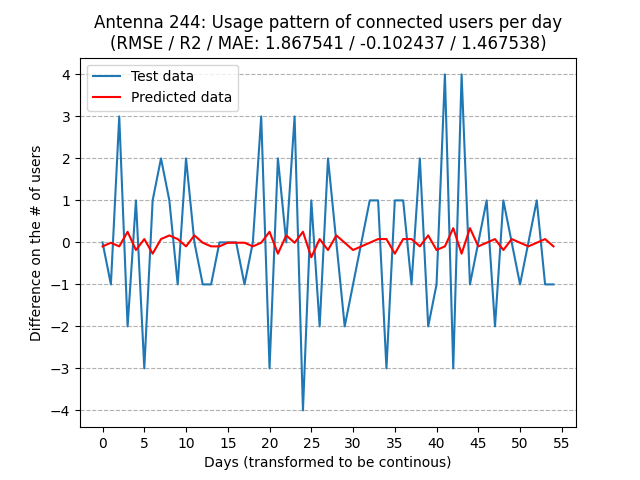 Antenna 244: Usage pattern of connected users per day
(RMSE / R2 / MAE: 1.867541 / -0.102437 / 1.467538)
Test data
Predicted data
4
3
2
1
0
−1
−2
−3
−4
Difference on the # of users
0 5 10 15 20 25 30 35 40 45 50 55
Days (transformed to be continous)